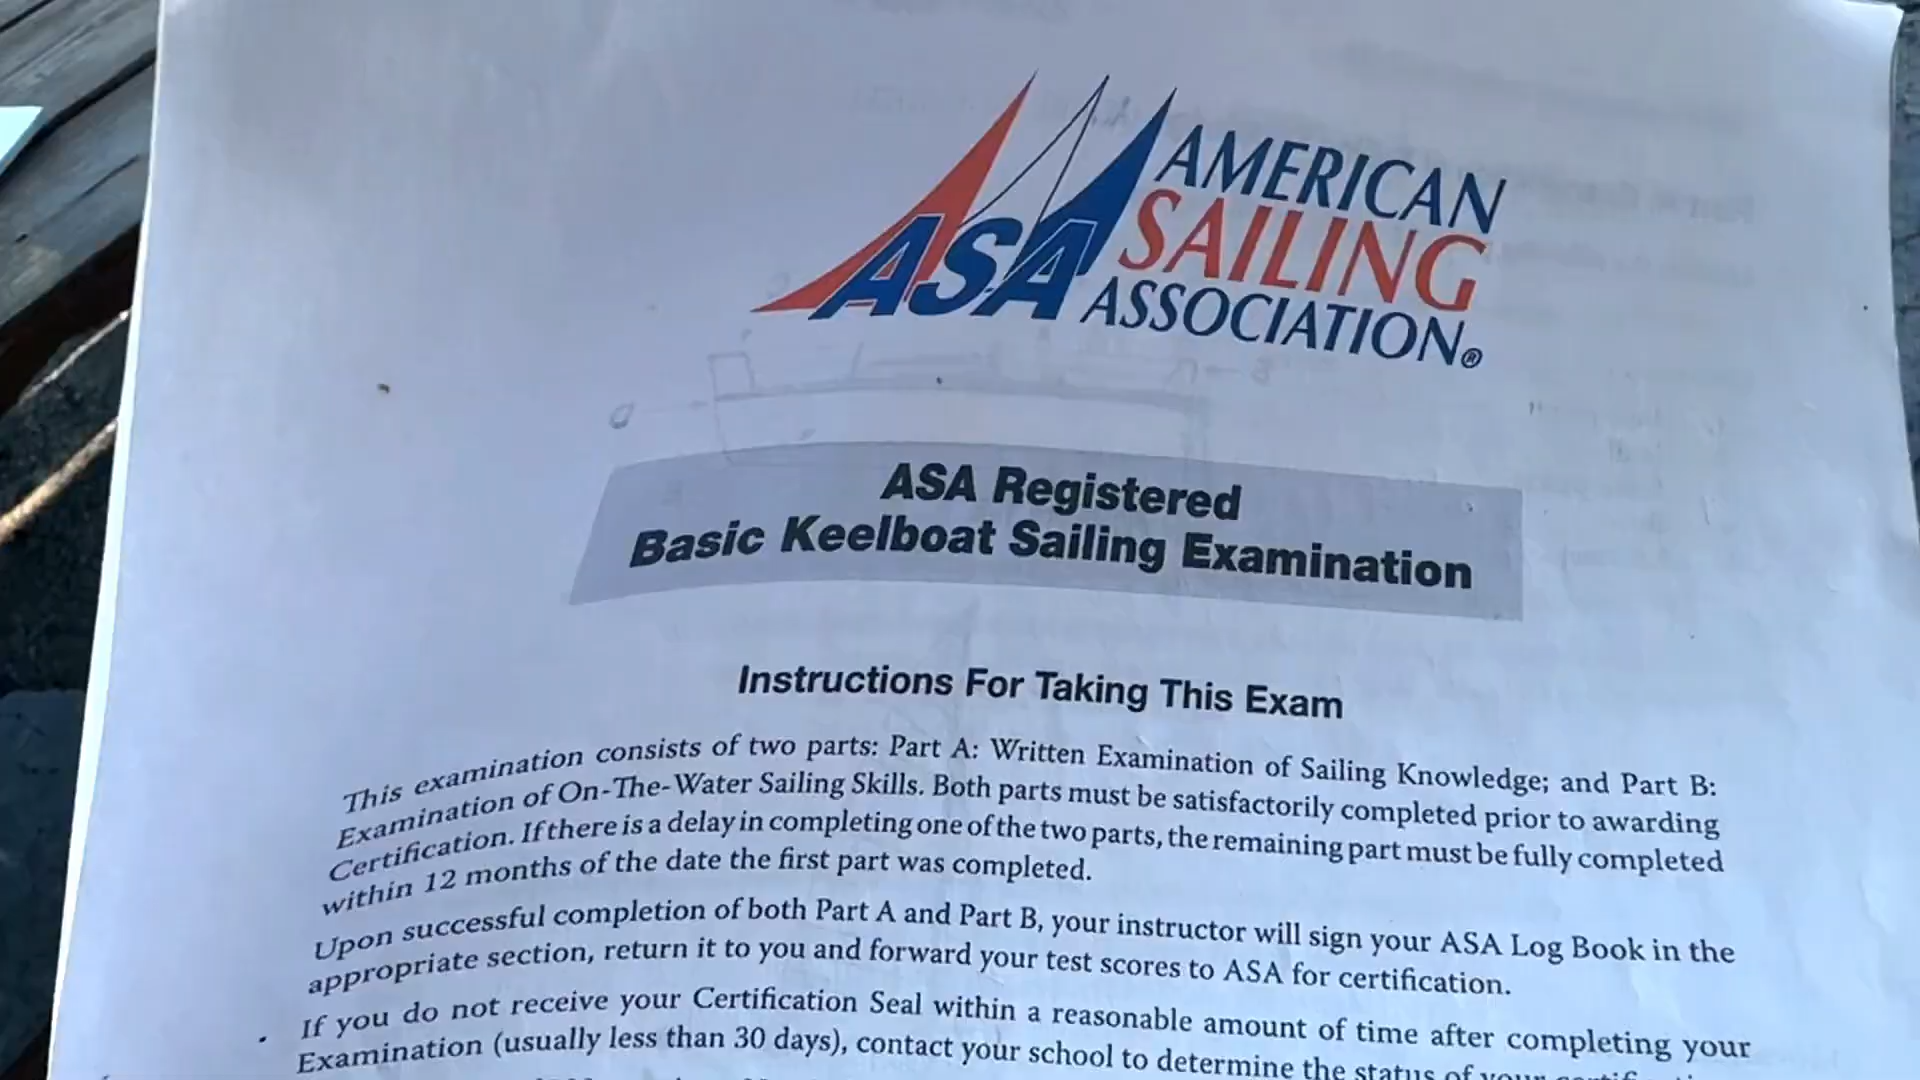 ASA
AMERICAN
SAILING
ASSOCIATION®
ASA Registered
Basic Keelboat Sailing Examination
Instructions For Taking This Exam
This examination consists of two parts: Part A: Written Examination of Sailing Knowledge; and Part B:
Examination of On-The-Water Sailing Skills. Both parts must be satisfactorily completed prior to awarding
Certification. If there is a delay in completing one of the two parts, the remaining part must be fully completed
within 12 months of the date the first part was completed.
Upon successful completion of both Part A and Part B, your instructor will sign your ASA Log Book in the
appropriate section, return it to you and forward your test scores to ASA for certification.
If you do not receive your Certification Seal within a reasonable amount of time after completing your
Examination (usually less than 30 days), contact your school to determine the status of your